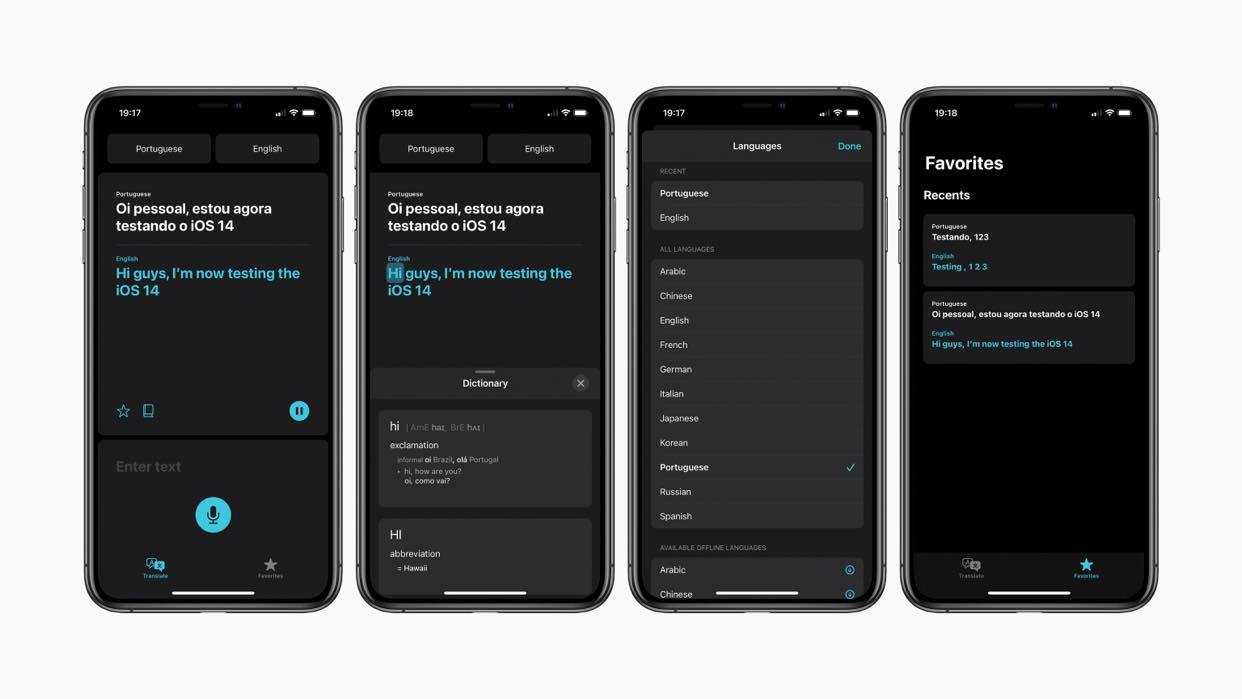 19:17
Portuguese
English
Portuguese
Oi pessoal, estou agora
testando o iOS 14
English
Hi guys, I'm now testing the
iOS 14
Enter text
Translate
Favorites
19:18
Portuguese
English
Portuguese
Oi pessoal, estou agora
testando o iOS 14
English
Hi guys, I'm now testing the
iOS 14
Dictionary
hi | AmE haɪ, BrE hʌɪ |
exclamation
informal oi Brazil, olá Portugal
• hi, how are you?
oi, como vai?
HI
abbreviation
= Hawaii
19:17
Languages
Done
RECENT
Portuguese
English
ALL LANGUAGES
Arabic
Chinese
English
French
German
Italian
Japanese
Korean
Portuguese
Russian
Spanish
AVAILABLE OFFLINE LANGUAGES
Arabic
Chinese
19:18
Favorites
Recents
Portuguese
Testando, 123
English
Testing , 1 2 3
Portuguese
Oi pessoal, estou agora testando o iOS 14
English
Hi guys, I'm now testing the iOS 14
Translate
Favorites